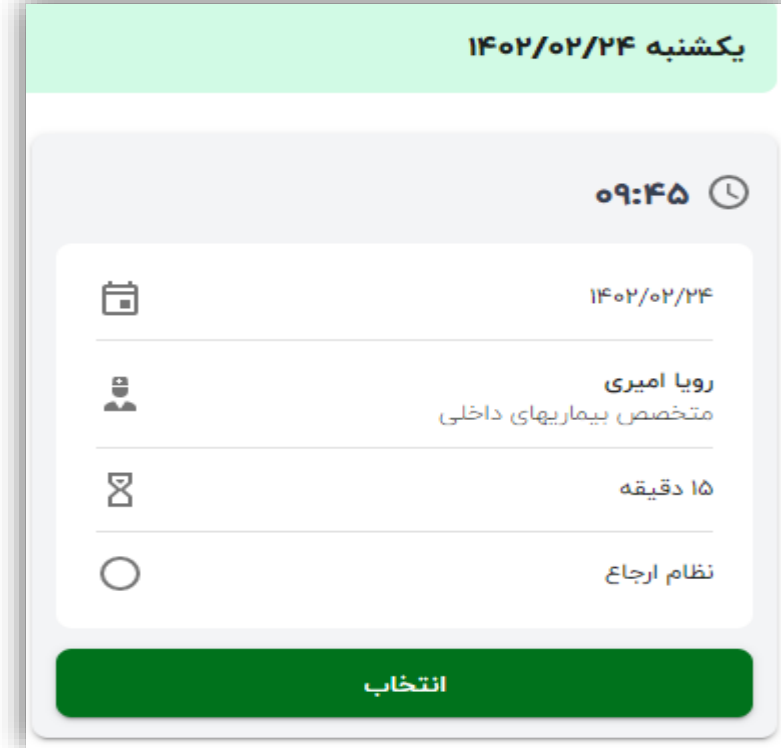 یکشنبه ۱۴۰۲/۰۲/۲۴
۰۹:۴۵
۱۴۰۲/۰۲/۲۴
رویا امیری
متخصص بیماریهای داخلی
۱۵ دقیقه
نظام ارجاع
انتخاب